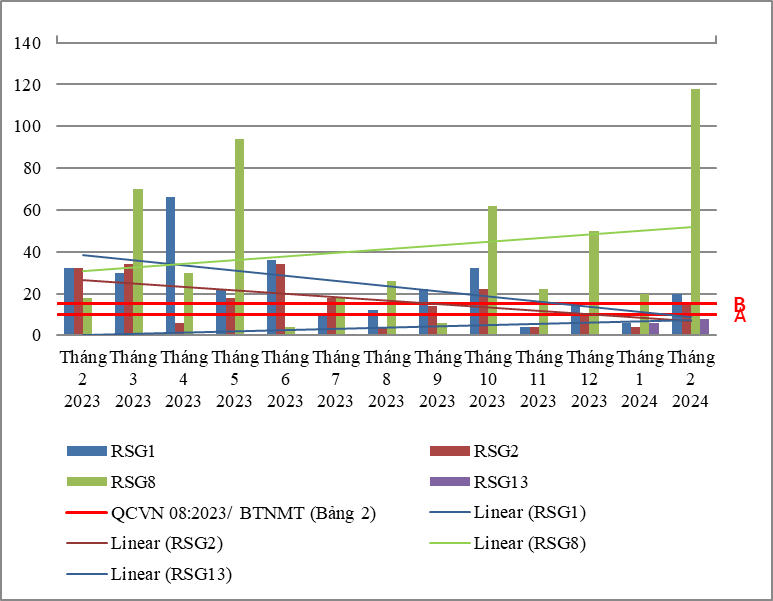 140
120
100
80
60
40
20
0
B
A
Tháng 2 2023
Tháng 3 2023
Tháng 4 2023
Tháng 5 2023
Tháng 6 2023
Tháng 7 2023
Tháng 8 2023
Tháng 9 2023
Tháng 10 2023
Tháng 11 2023
Tháng 12 2023
Tháng 1 2024
Tháng 2 2024
RSG1
RSG2
RSG8
RSG13
QCVN 08:2023/ BTNMT (Bảng 2)
Linear (RSG1)
Linear (RSG2)
Linear (RSG8)
Linear (RSG13)